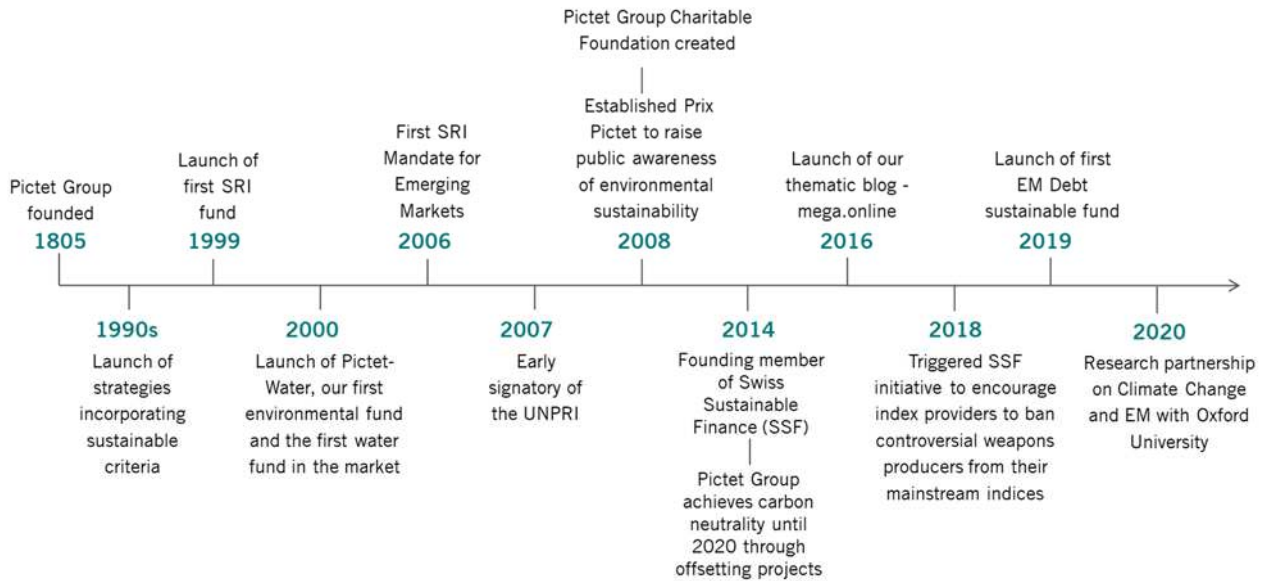 Pictet Group
founded
1805
1990s
Launch of
strategies
incorporating
sustainable
criteria
Launch of
first SRI
fund
1999
2000
Launch of Pictet-
Water, our first
environmental fund
and the first water
fund in the market
First SRI
Mandate for
Emerging
Markets
2006
2007
Early
signatory of
the UNPRI
Pictet Group Charitable
Foundation created
Established Prix
Pictet to raise
public awareness
of environmental
sustainability
2008
2014
Founding member
of Swiss
Sustainable
Finance (SSF)
Pictet Group
achieves carbon
neutrality until
2020 through
offsetting projects
Launch of our
thematic blog -
mega.online
2016
2018
Triggered SSF
initiative to encourage
index providers to ban
controversial weapons
producers from their
mainstream indices
Launch of first
EM Debt
sustainable fund
2019
2020
Research partnership
on Climate Change
and EM with Oxford
University